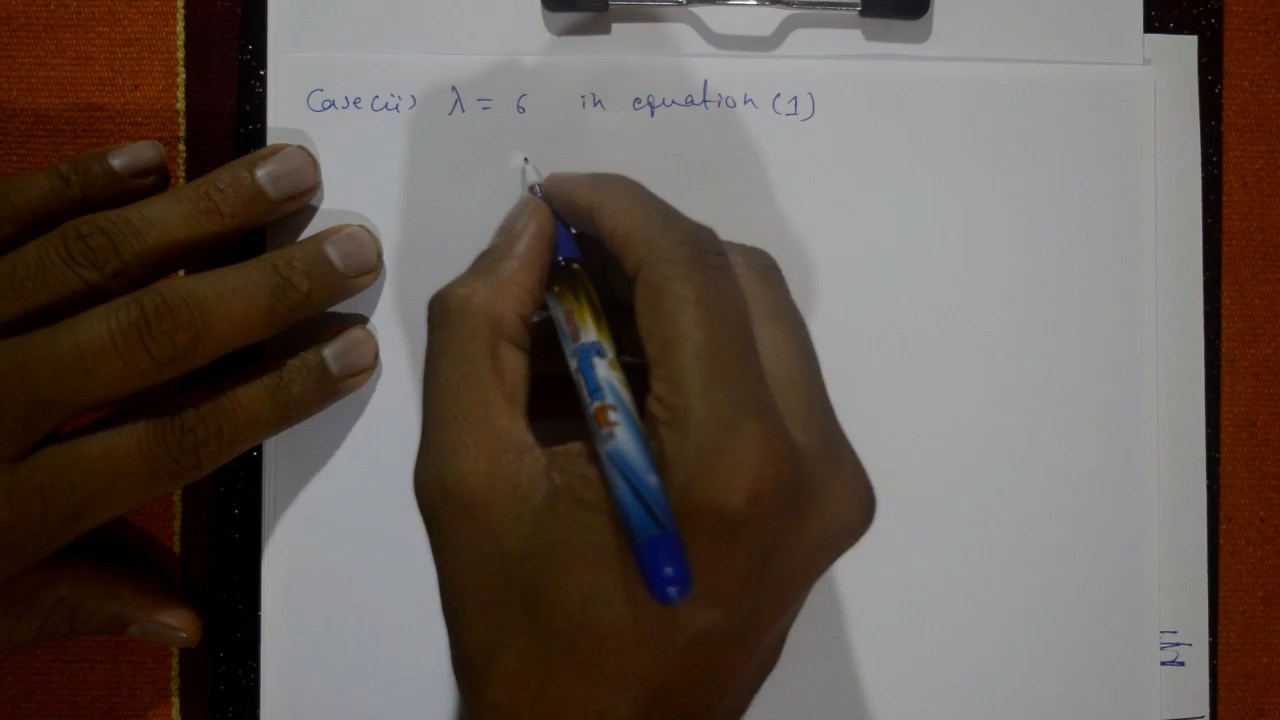 Case(ii) λ = 6 in equation (1)